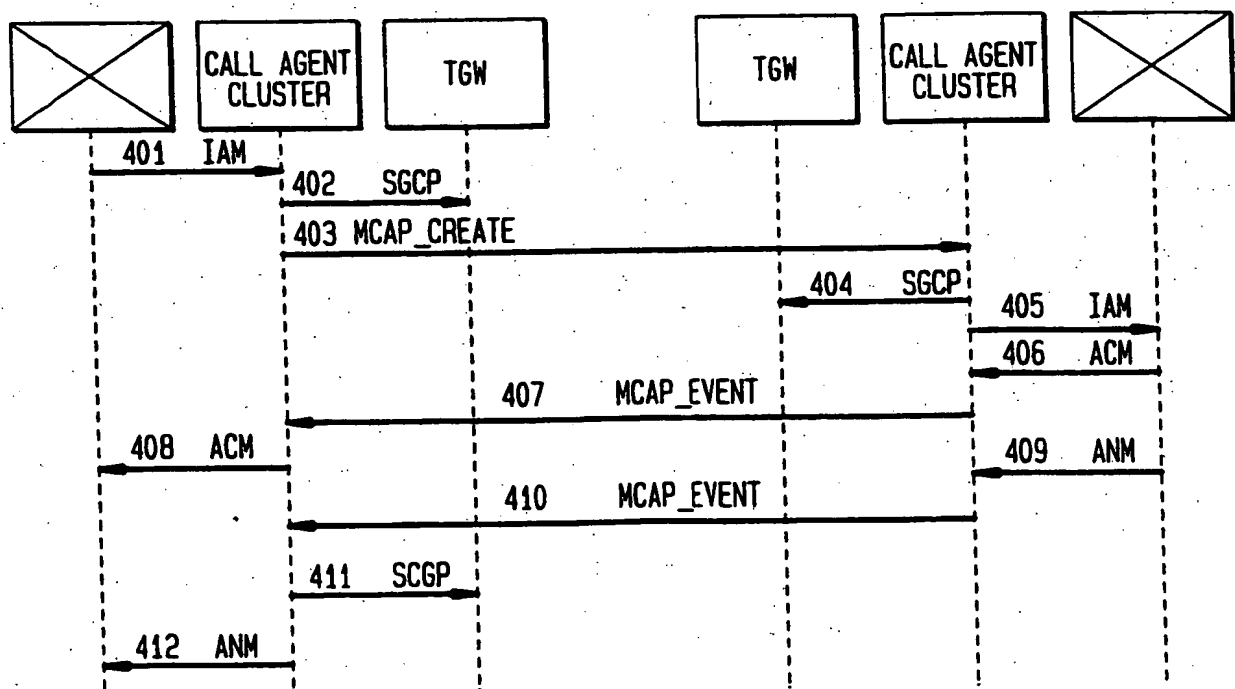 CALL AGENT
CLUSTER
TGW
TGW
CALL AGENT
CLUSTER
401 IAM
402 SGCP
403 MCAP_CREATE
404 SGCP
405 IAM
406 ACM
407 MCAP_EVENT
408 ACM
409 ANM
410 MCAP_EVENT
411 SCGP
412 ANM